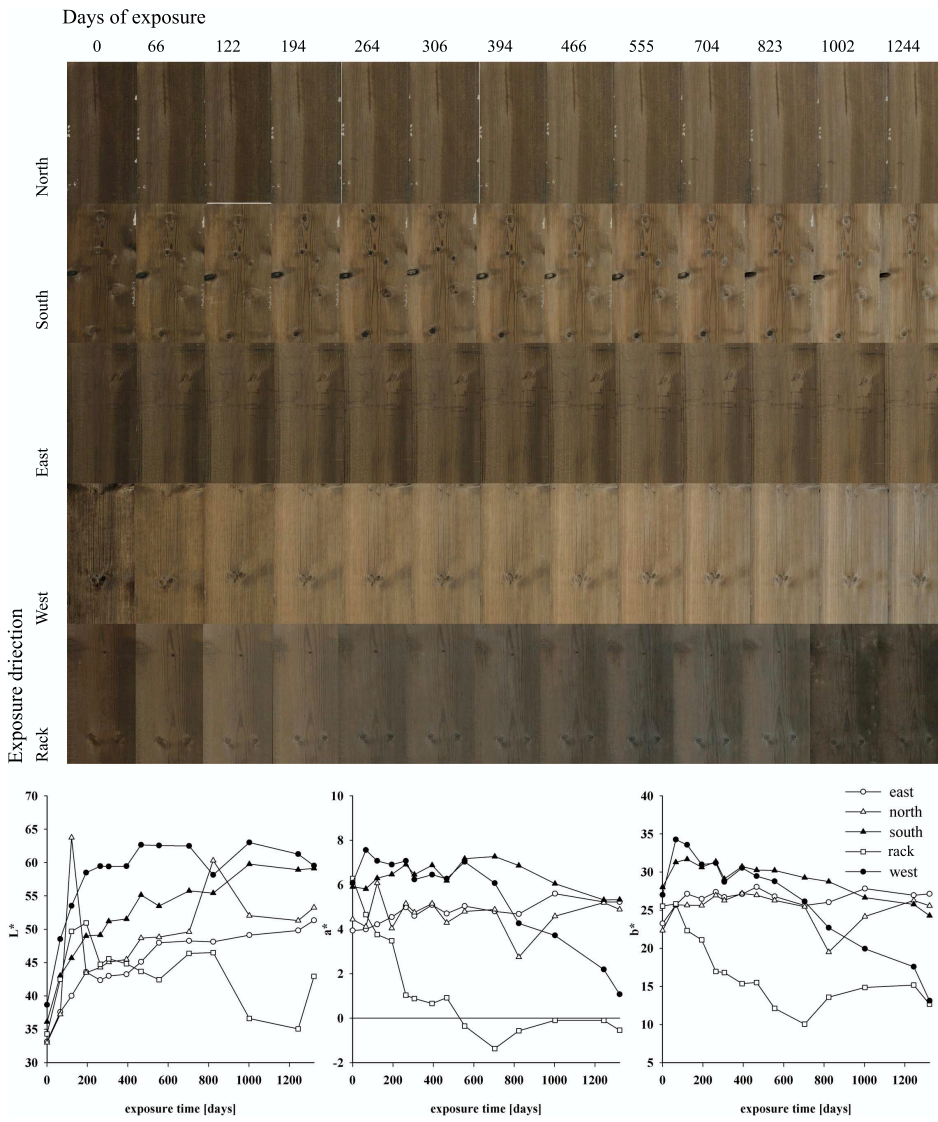 Days of exposure
0 66 122 194 264 306 394 466 555 704 823 1002 1244
North
South
East
West
Rack
Exposure driection
70
65
60
55
50
45
40
35
30
L*
0 200 400 600 800 1000 1200
exposure time [days]
10
8
6
4
2
0
-2
a*
0 200 400 600 800 1000 1200
exposure time [days]
40
35
30
25
20
15
10
5
b*
0 200 400 600 800 1000 1200
exposure time [days]
east
north
south
rack
west